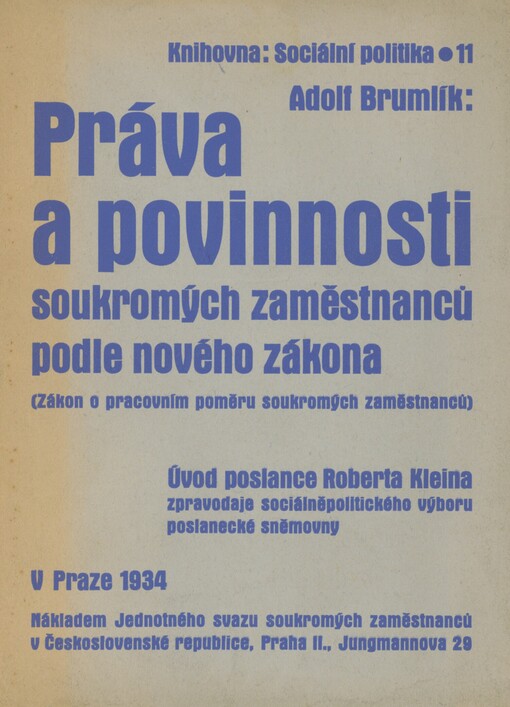 Knihovna: Sociální politika • 11
Adolf Brumlík:
Práva
a povinnosti
soukromých zaměstnanců
podle nového zákona
(Zákon o pracovním poměru soukromých zaměstnanců)
Úvod poslance Roberta Kleina
zpravodaje sociálněpolitického výboru
poslanecké sněmovny
V Praze 1934
Nákladem Jednotného svazu soukromých zaměstnanců
v Československé republice, Praha II., Jungmannova 29